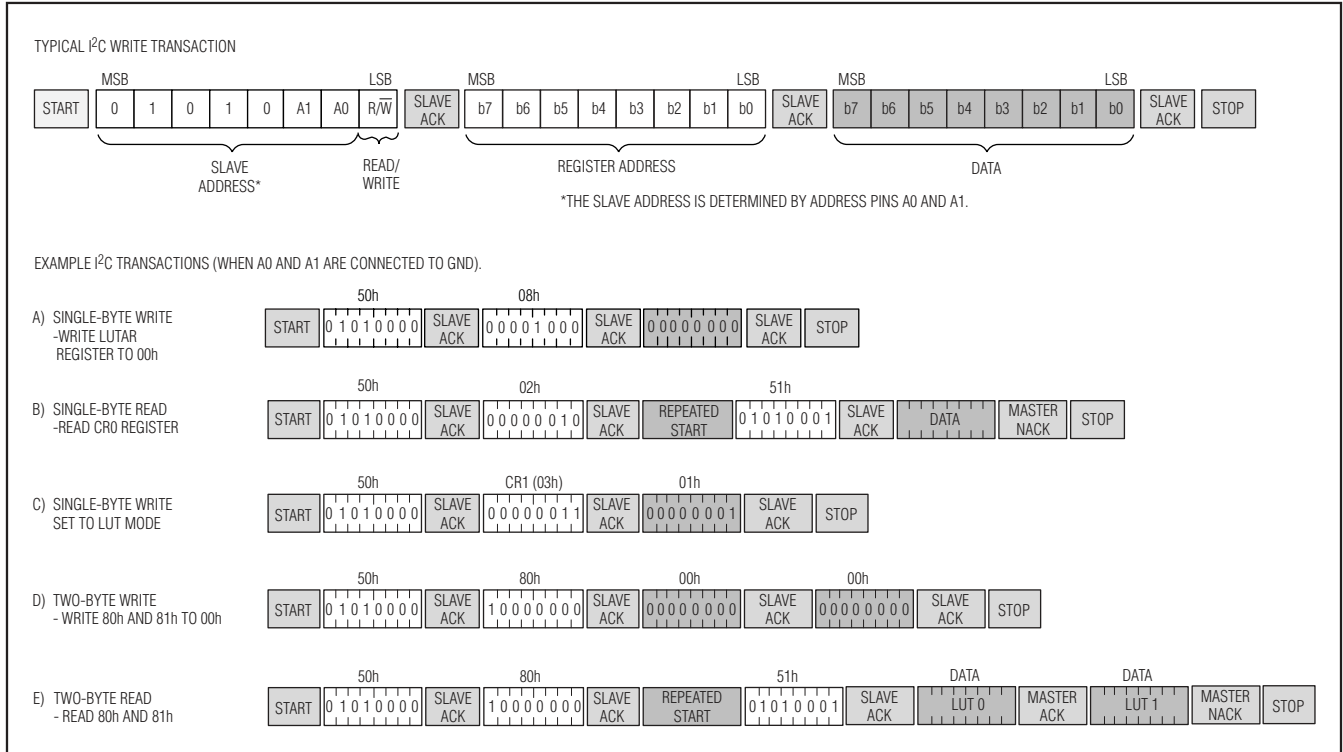 TYPICAL I2C WRITE TRANSACTION
MSB LSB MSB LSB MSB LSB
START 0 1 0 1 0 A1 A0 R/W̅ SLAVE ACK b7 b6 b5 b4 b3 b2 b1 b0 SLAVE ACK b7 b6 b5 b4 b3 b2 b1 b0 SLAVE ACK STOP
SLAVE ADDRESS* READ/ WRITE REGISTER ADDRESS DATA
*THE SLAVE ADDRESS IS DETERMINED BY ADDRESS PINS A0 AND A1.
EXAMPLE I2C TRANSACTIONS (WHEN A0 AND A1 ARE CONNECTED TO GND).
50h 08h
A) SINGLE-BYTE WRITE
-WRITE LUTAR
REGISTER TO 00h
START 0 1 0 1 0 0 0 0 SLAVE ACK 0 0 0 0 1 0 0 0 SLAVE ACK 0 0 0 0 0 0 0 0 SLAVE ACK STOP
50h 02h 51h
B) SINGLE-BYTE READ
-READ CR0 REGISTER
START 0 1 0 1 0 0 0 0 SLAVE ACK 0 0 0 0 0 0 1 0 SLAVE ACK REPEATED START 0 1 0 1 0 0 0 1 SLAVE ACK DATA MASTER NACK STOP
50h CR1 (03h) 01h
C) SINGLE-BYTE WRITE
SET TO LUT MODE
START 0 1 0 1 0 0 0 0 SLAVE ACK 0 0 0 0 0 0 1 1 SLAVE ACK 0 0 0 0 0 0 0 1 SLAVE ACK STOP
50h 80h 00h 00h
D) TWO-BYTE WRITE
- WRITE 80h AND 81h TO 00h
START 0 1 0 1 0 0 0 0 SLAVE ACK 1 0 0 0 0 0 0 0 SLAVE ACK 0 0 0 0 0 0 0 0 SLAVE ACK 0 0 0 0 0 0 0 0 SLAVE ACK STOP
50h 80h 51h DATA DATA
E) TWO-BYTE READ
- READ 80h AND 81h
START 0 1 0 1 0 0 0 0 SLAVE ACK 1 0 0 0 0 0 0 0 SLAVE ACK REPEATED START 0 1 0 1 0 0 0 1 SLAVE ACK LUT 0 MASTER ACK LUT 1 MASTER NACK STOP